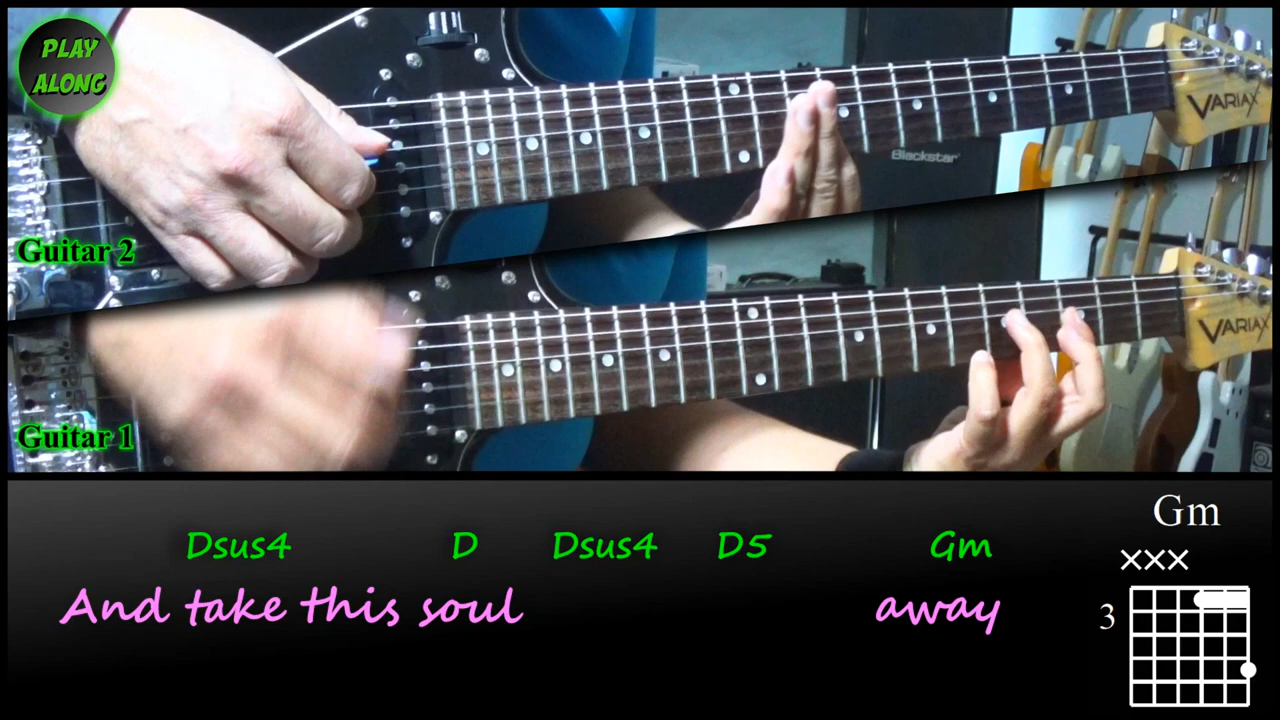 PLAY
ALONG
VARIAX
Blackstar
Guitar 2
VARIAX
Guitar 1
Gm
Dsus4 D Dsus4 D5 Gm
×××
And take this soul away
3